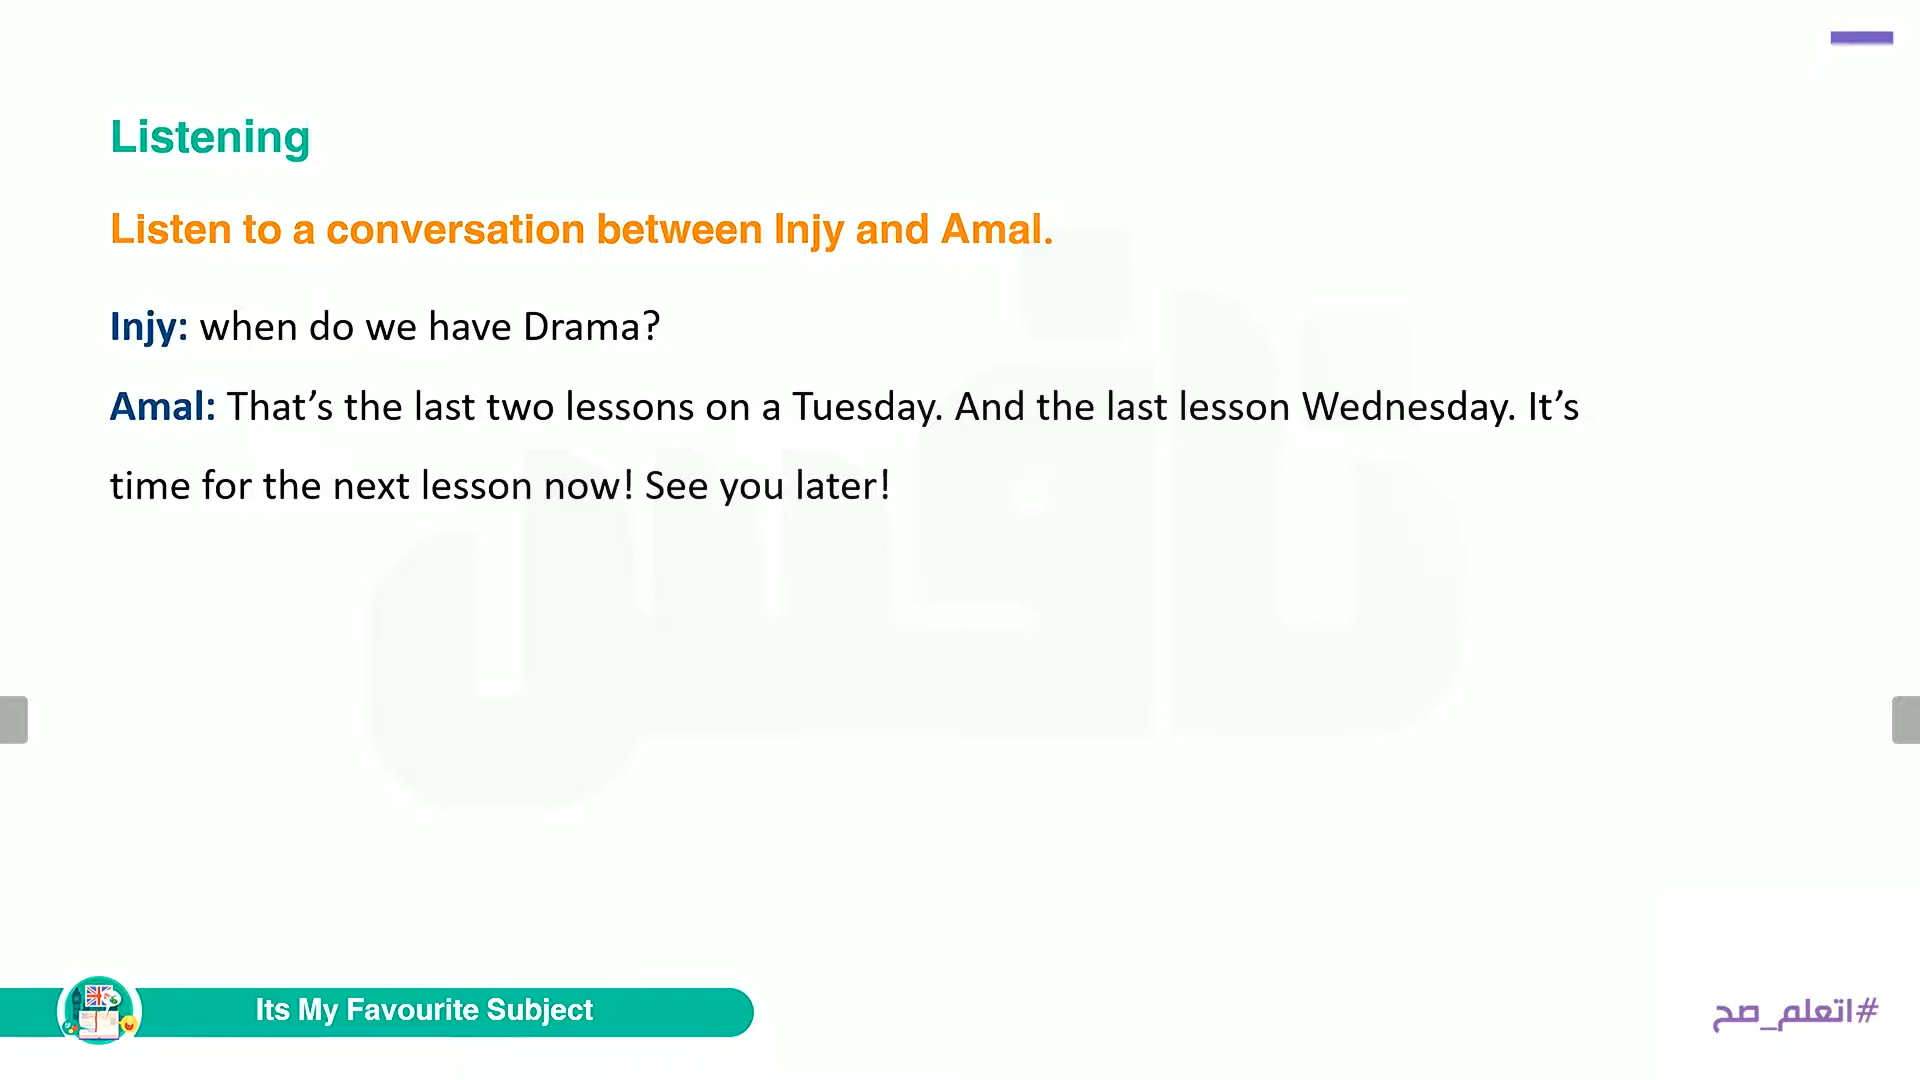 Listening
Listen to a conversation between Injy and Amal.
Injy: when do we have Drama?
Amal: That’s the last two lessons on a Tuesday. And the last lesson Wednesday. It’s
time for the next lesson now! See you later!
نافس
Its My Favourite Subject
#اتعلم_صح